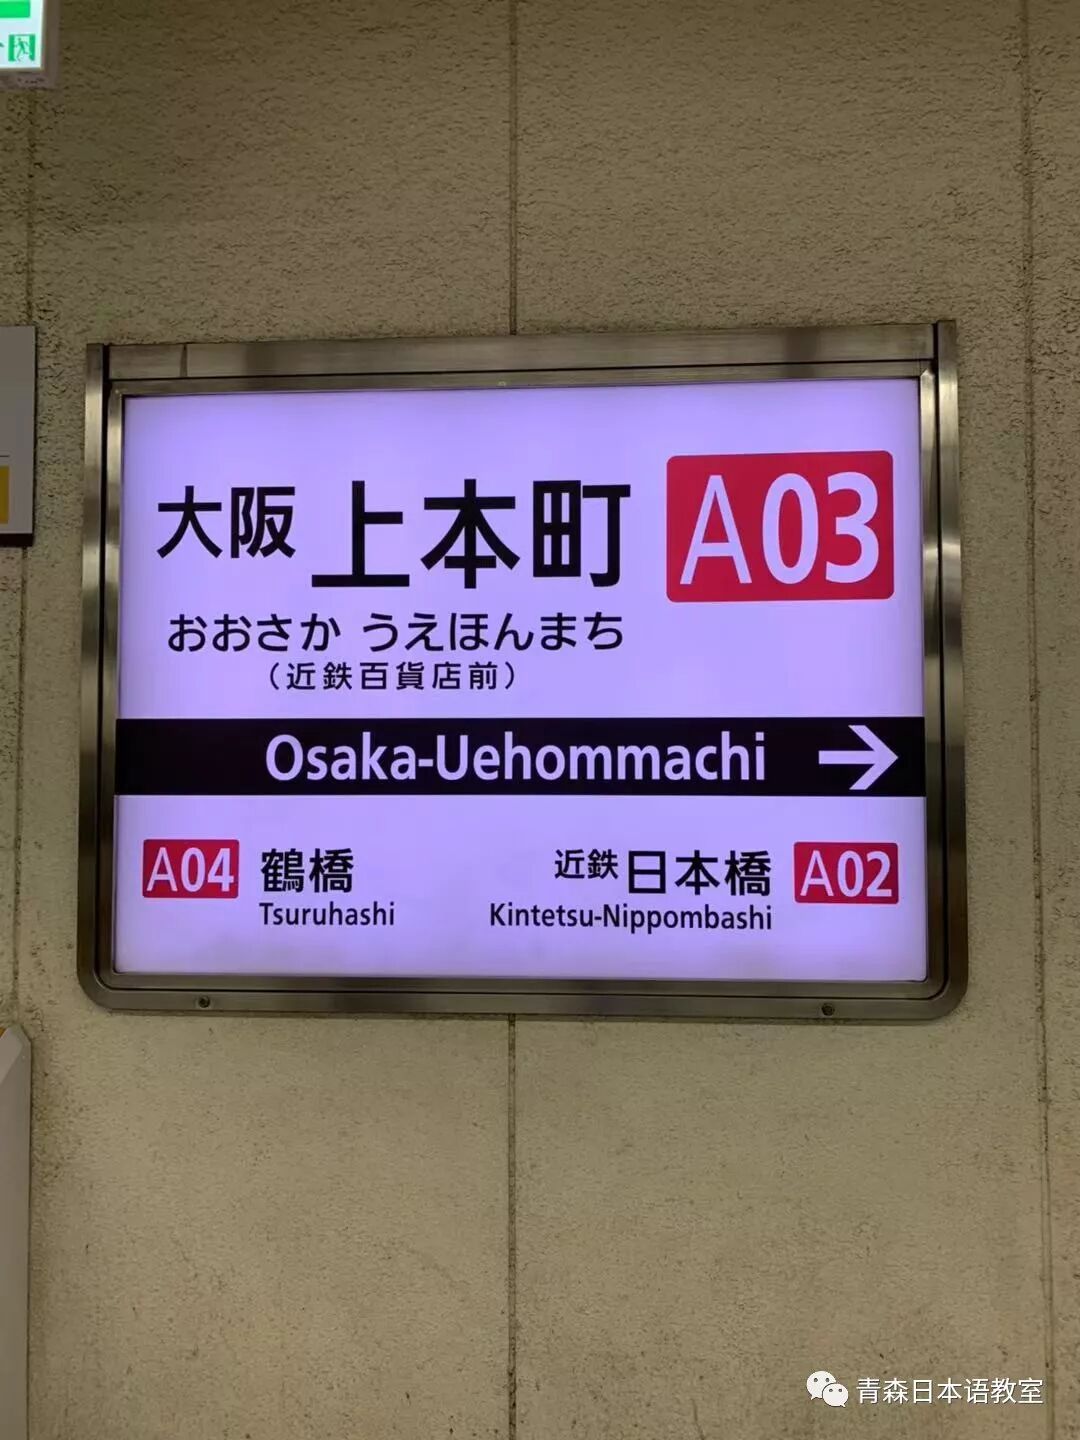 大阪 上本町 A03
おおさか うえほんまち
（近鉄百貨店前）
Osaka-Uehommachi →
A04 鶴橋
Tsuruhashi
近鉄 日本橋 A02
Kintetsu-Nippombashi
青森日本语教室